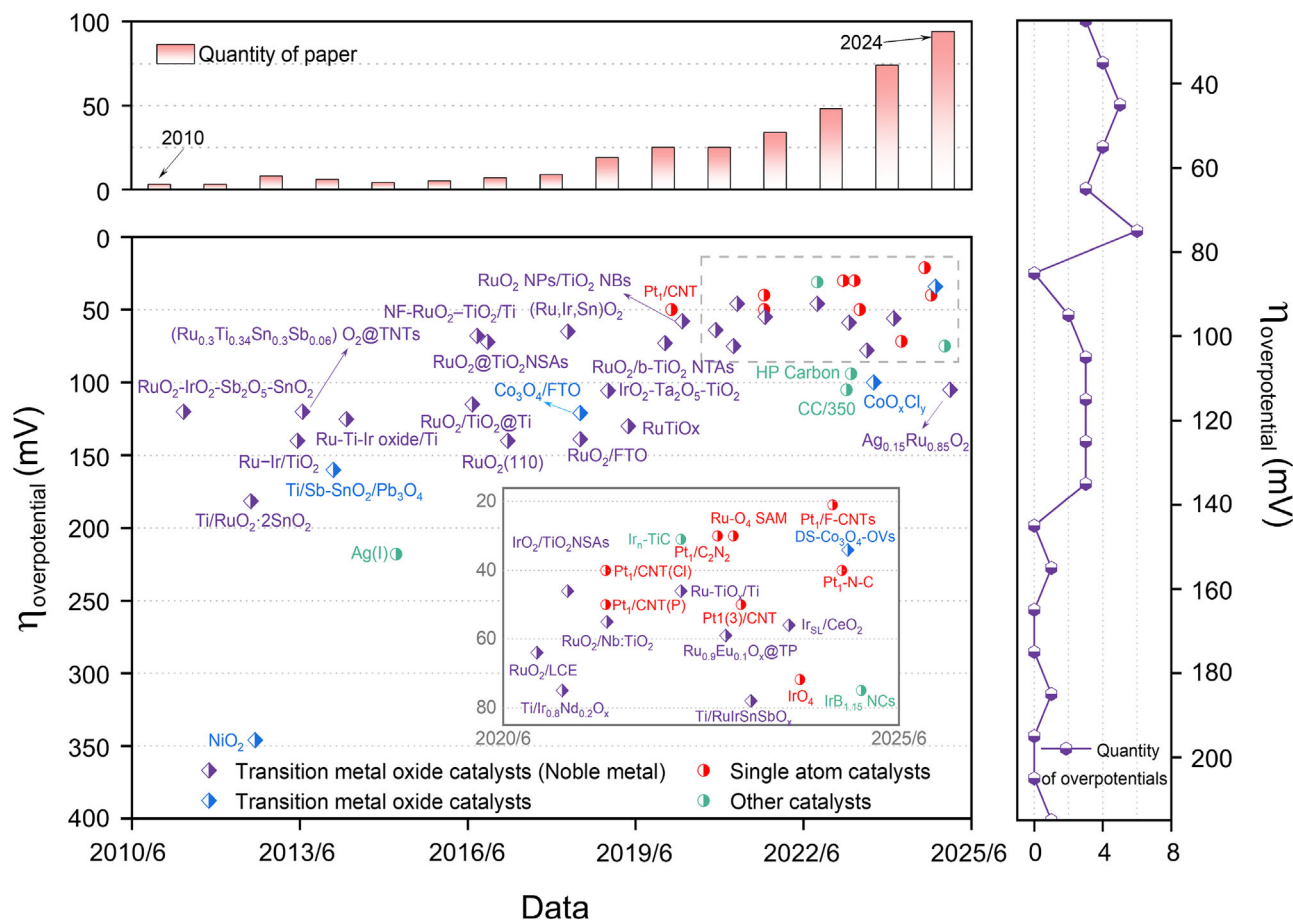 100
50
0
Quantity of paper
2010
2024
0
50
100
150
200
250
300
350
400
ηoverpotential (mV)
RuO₂ NPs/TiO₂ NBs
Pt₁/CNT
NF-RuO₂–TiO₂/Ti
(Ru,Ir,Sn)O₂
(Ru₀.₃Ti₀.₃₄Sn₀.₃Sb₀.₀₆) O₂@TNTs
RuO₂@TiO₂NSAs
RuO₂/b-TiO₂ NTAs
HP Carbon
RuO₂-IrO₂-Sb₂O₅-SnO₂
Co₃O₄/FTO
IrO₂-Ta₂O₅-TiO₂
CoOₓClᵧ
CC/350
RuO₂/TiO₂@Ti
RuTiOx
Ru-Ti-Ir oxide/Ti
Ag₀.₁₅Ru₀.₈₅O₂
Ru–Ir/TiO₂
RuO₂(110)
RuO₂/FTO
Ti/Sb-SnO₂/Pb₃O₄
Ti/RuO₂·2SnO₂
Ag(I)
NiO₂
20
40
60
80
2020/6
2025/6
Ru-O₄ SAM
Pt₁/F-CNTs
IrO₂/TiO₂NSAs
Irₙ-TiC
DS-Co₃O₄-OVs
Pt₁/C₂N₂
Pt₁/CNT(Cl)
Pt₁-N-C
Ru-TiOₓ/Ti
Pt₁/CNT(P)
Pt1(3)/CNT
Ir_SL/CeO₂
RuO₂/Nb:TiO₂
Ru₀.₉Eu₀.₁Oₓ@TP
RuO₂/LCE
IrO₄
IrB₁.₁₅ NCs
Ti/Ir₀.₈Nd₀.₂Oₓ
Ti/RuIrSnSbOₓ
Transition metal oxide catalysts (Noble metal)
Single atom catalysts
Transition metal oxide catalysts
Other catalysts
2010/6
2013/6
2016/6
2019/6
2022/6
2025/6
Data
40
60
80
100
120
140
160
180
200
ηoverpotential (mV)
Quantity
of overpotentials
0
4
8